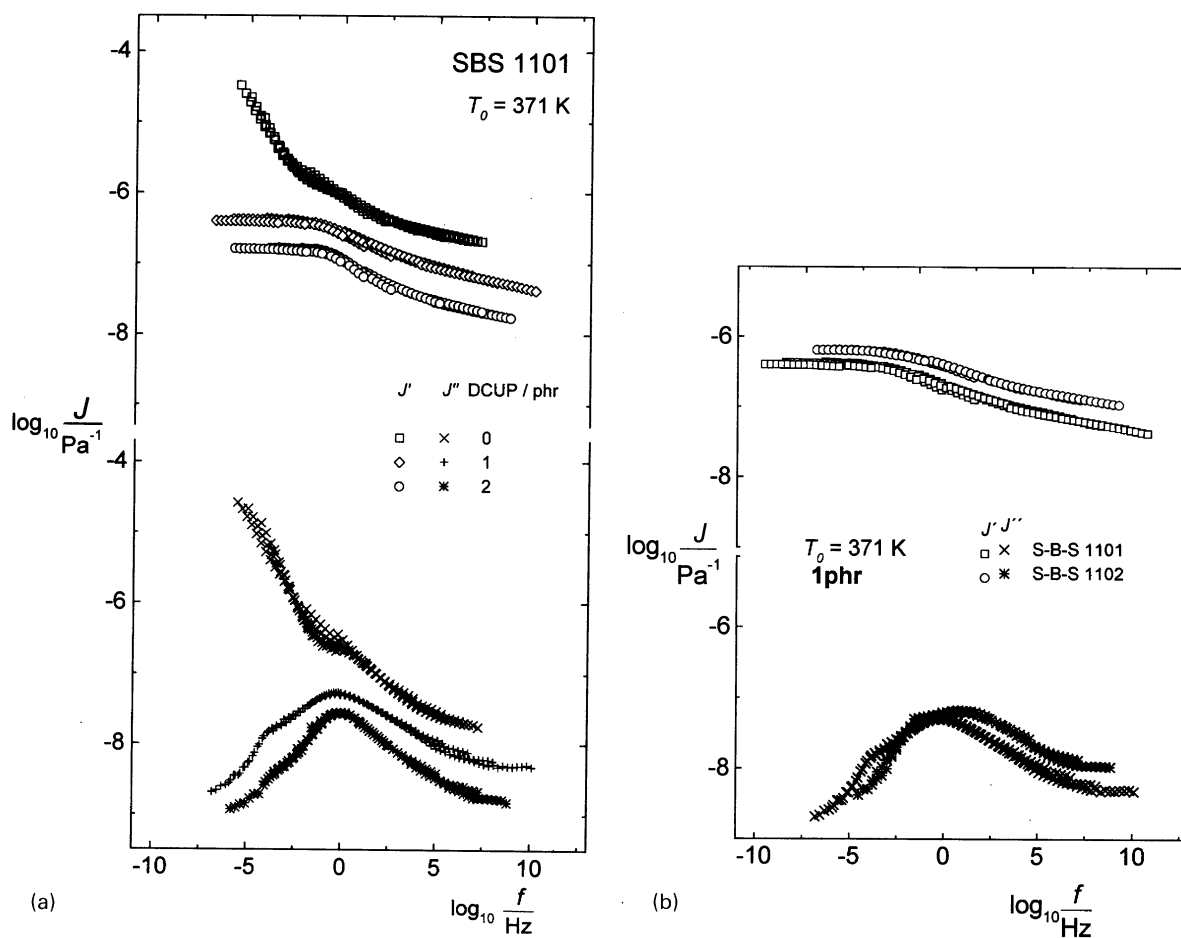 -4
SBS 1101
T0 = 371 K
-6
-8
J' J'' DCUP / phr
□ × 0
◇ + 1
○ ✳ 2
log10 J / Pa-1
-4
-6
-8
-10 -5 0 5 10
(a)
log10 f / Hz
-6
-8
J' J''
T0 = 371 K
□ × S-B-S 1101
1phr
○ ✳ S-B-S 1102
log10 J / Pa-1
-6
-7
-8
-10 -5 0 5 10
(b)
log10 f / Hz